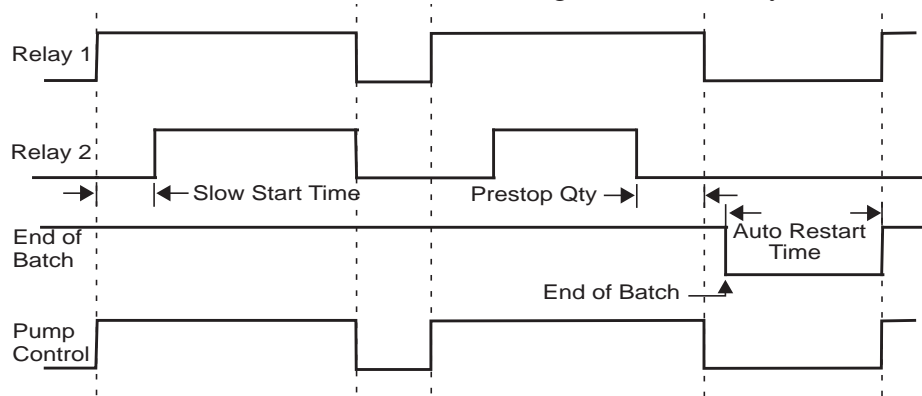 Relay 1
Relay 2
Slow Start Time
Prestop Qty
End of
Batch
Auto Restart
Time
End of Batch
Pump
Control